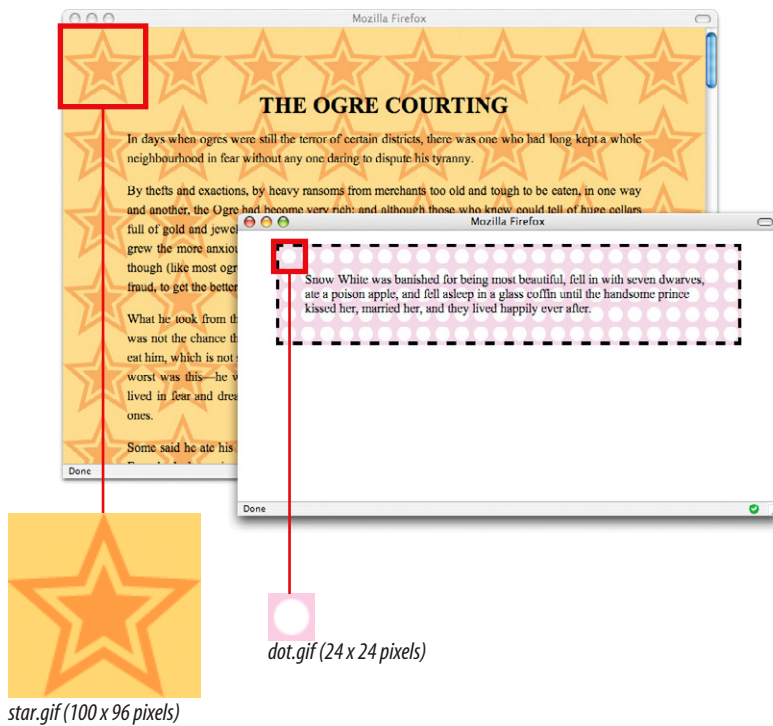 Mozilla Firefox
THE OGRE COURTING
In days when ogres were still the terror of certain districts, there was one who had long kept a whole
neighbourhood in fear without any one daring to dispute his tyranny.
By thefts and exactions, by heavy ransoms from merchants too old and tough to be eaten, in one way
and another, the Ogre had become very rich; and although those who knew could tell of huge cellars
full of gold and jewel
grew the more anxiou
though (like most ogr
fraud, to get the better
What he took from th
was not the chance th
eat him, which is not
worst was this—he w
lived in fear and drea
ones.
Some said he ate his
Done
Mozilla Firefox
Snow White was banished for being most beautiful, fell in with seven dwarves,
ate a poison apple, and fell asleep in a glass coffin until the handsome prince
kissed her, married her, and they lived happily ever after.
Done
dot.gif (24 x 24 pixels)
star.gif (100 x 96 pixels)